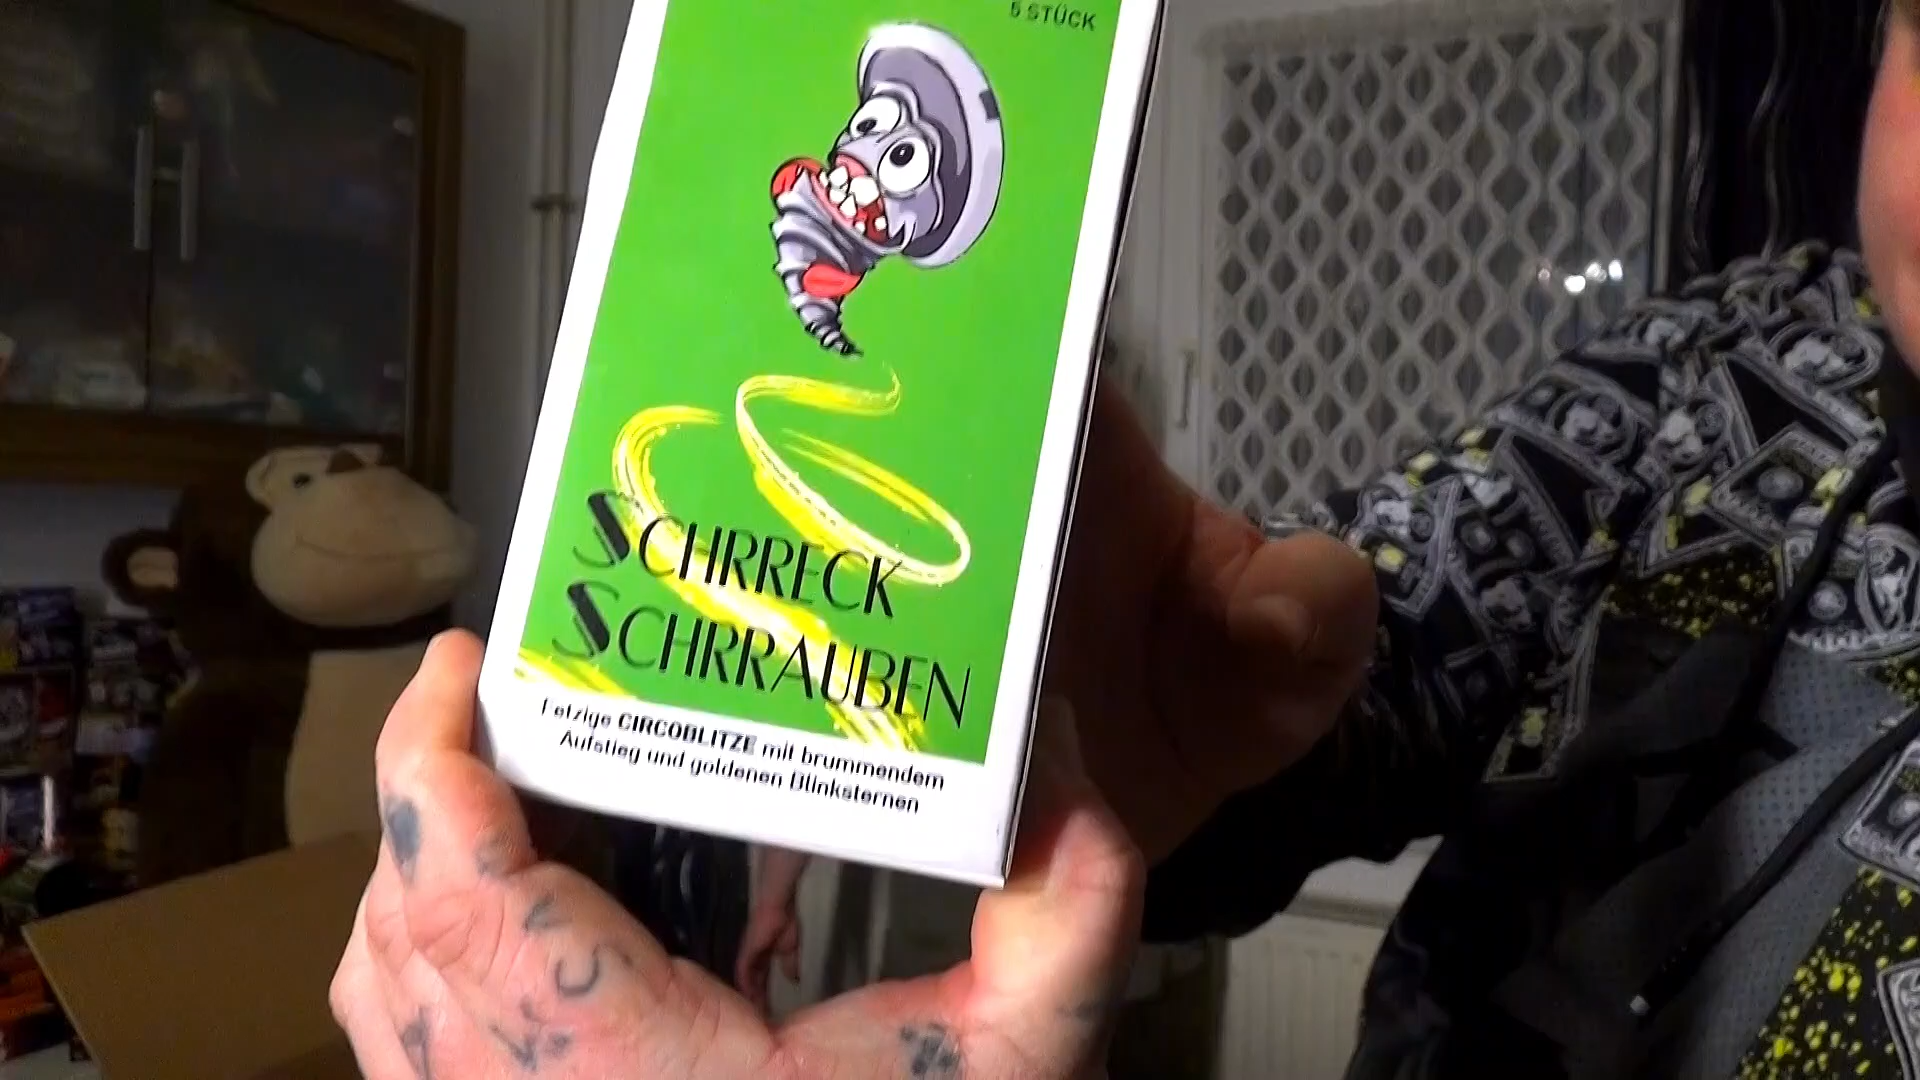 5 STÜCK
SCHRRECK
SCHRRAUBEN
Fetzige CIRCOBLITZE mit brummendem
Aufstieg und goldenen Blinksternen